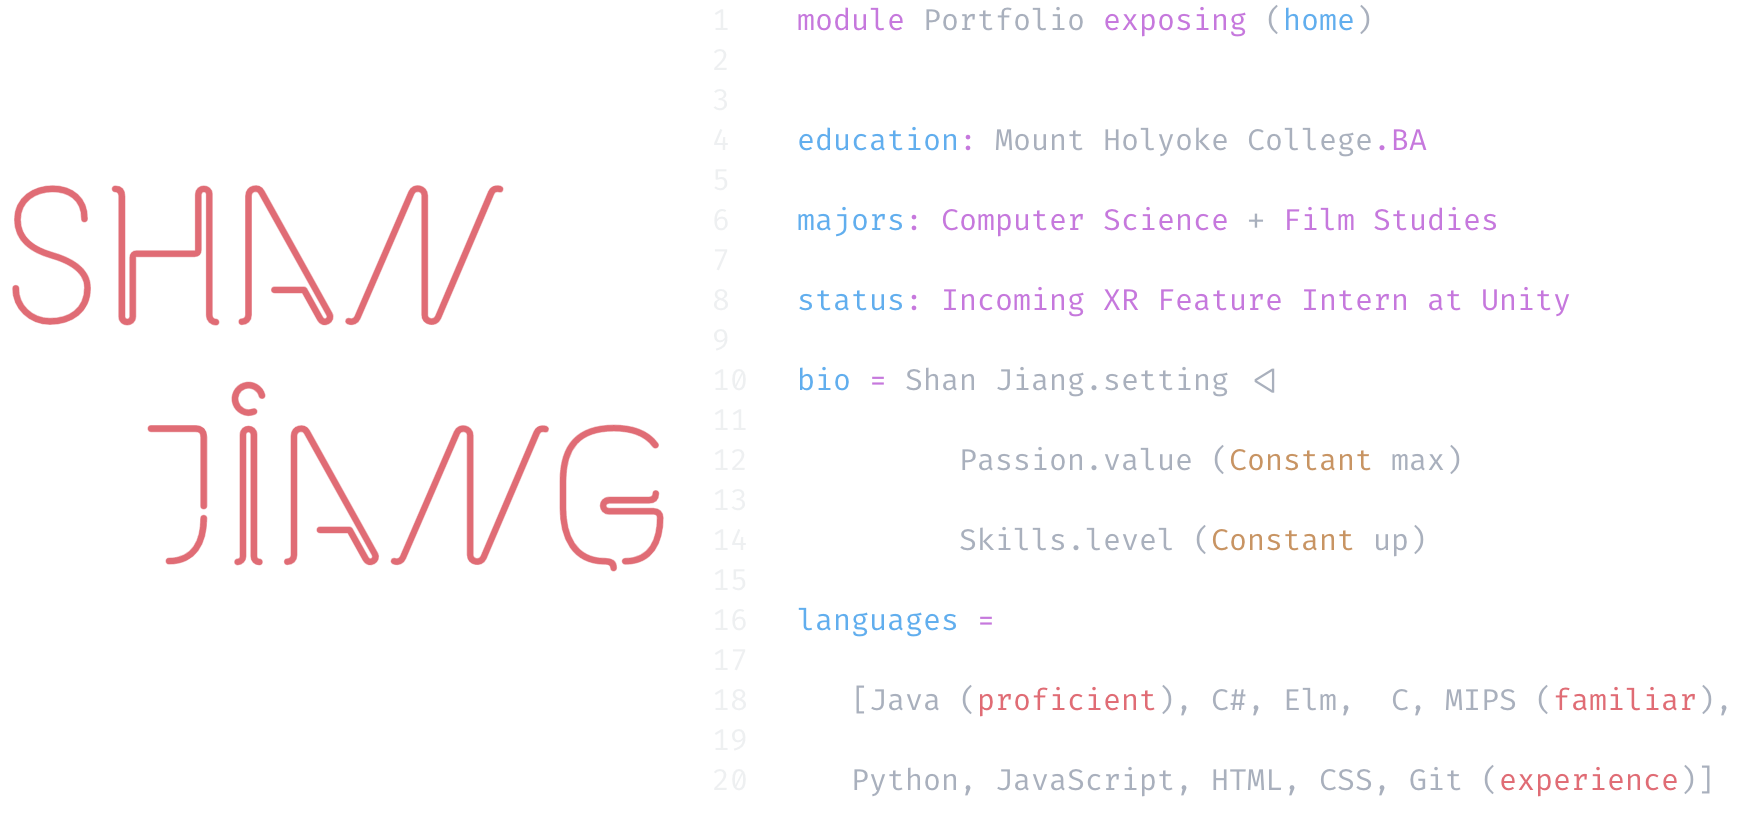 SHAN
JIANG
1 module Portfolio exposing (home)
2
3
4 education: Mount Holyoke College.BA
5
6 majors: Computer Science + Film Studies
7
8 status: Incoming XR Feature Intern at Unity
9
10 bio = Shan Jiang.setting ◁
11
12 Passion.value (Constant max)
13
14 Skills.level (Constant up)
15
16 languages =
17
18 [Java (proficient), C#, Elm,  C, MIPS (familiar),
19
20 Python, JavaScript, HTML, CSS, Git (experience)]